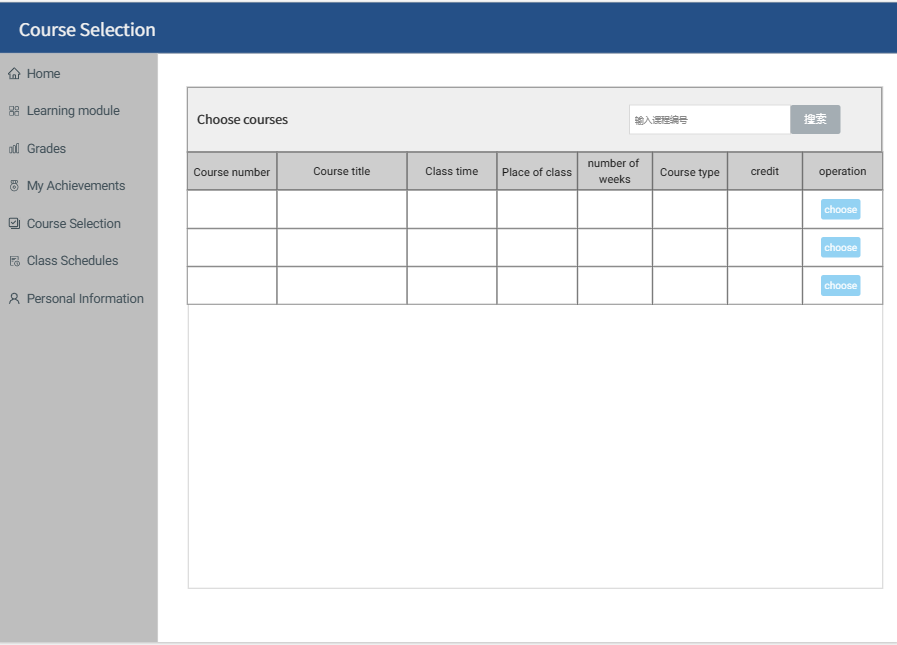 Course Selection
Home
Learning module
Grades
My Achievements
Course Selection
Class Schedules
Personal Information
Choose courses
输入课程编号
搜索
Course number
Course title
Class time
Place of class
number of
weeks
Course type
credit
operation
choose
choose
choose